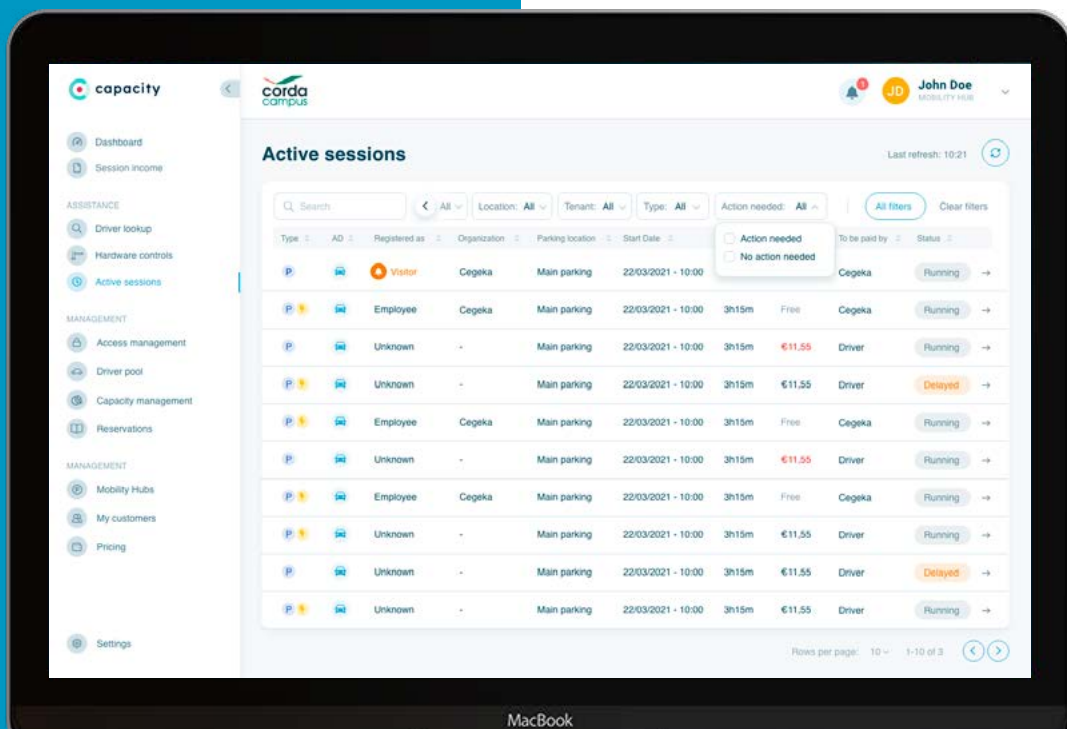 capacity
corda
campus
1
JD
John Doe
MOBILITY HUB
Dashboard
Session income
ASSISTANCE
Driver lookup
Hardware controls
Active sessions
MANAGEMENT
Access management
Driver pool
Capacity management
Reservations
MANAGEMENT
Mobility Hubs
My customers
Pricing
Settings
Active sessions
Last refresh: 10:21
Search All Location: All Tenant: All Type: All Action needed: All All filters Clear filters
Type AD Registered as Organization Parking location Start Date To be paid by Status
Action needed
No action needed
P Visitor Cegeka Main parking 22/03/2021 - 10:00 Cegeka Running
P Employee Cegeka Main parking 22/03/2021 - 10:00 3h15m Free Cegeka Running
P Unknown - Main parking 22/03/2021 - 10:00 3h15m €11,55 Driver Running
P Unknown - Main parking 22/03/2021 - 10:00 3h15m €11,55 Driver Delayed
P Employee Cegeka Main parking 22/03/2021 - 10:00 3h15m Free Cegeka Running
P Unknown - Main parking 22/03/2021 - 10:00 3h15m €11,55 Driver Running
P Employee Cegeka Main parking 22/03/2021 - 10:00 3h15m Free Cegeka Running
P Unknown - Main parking 22/03/2021 - 10:00 3h15m €11,55 Driver Running
P Unknown - Main parking 22/03/2021 - 10:00 3h15m €11,55 Driver Delayed
P Unknown - Main parking 22/03/2021 - 10:00 3h15m €11,55 Driver Running
Rows per page: 10 1-10 of 3
MacBook